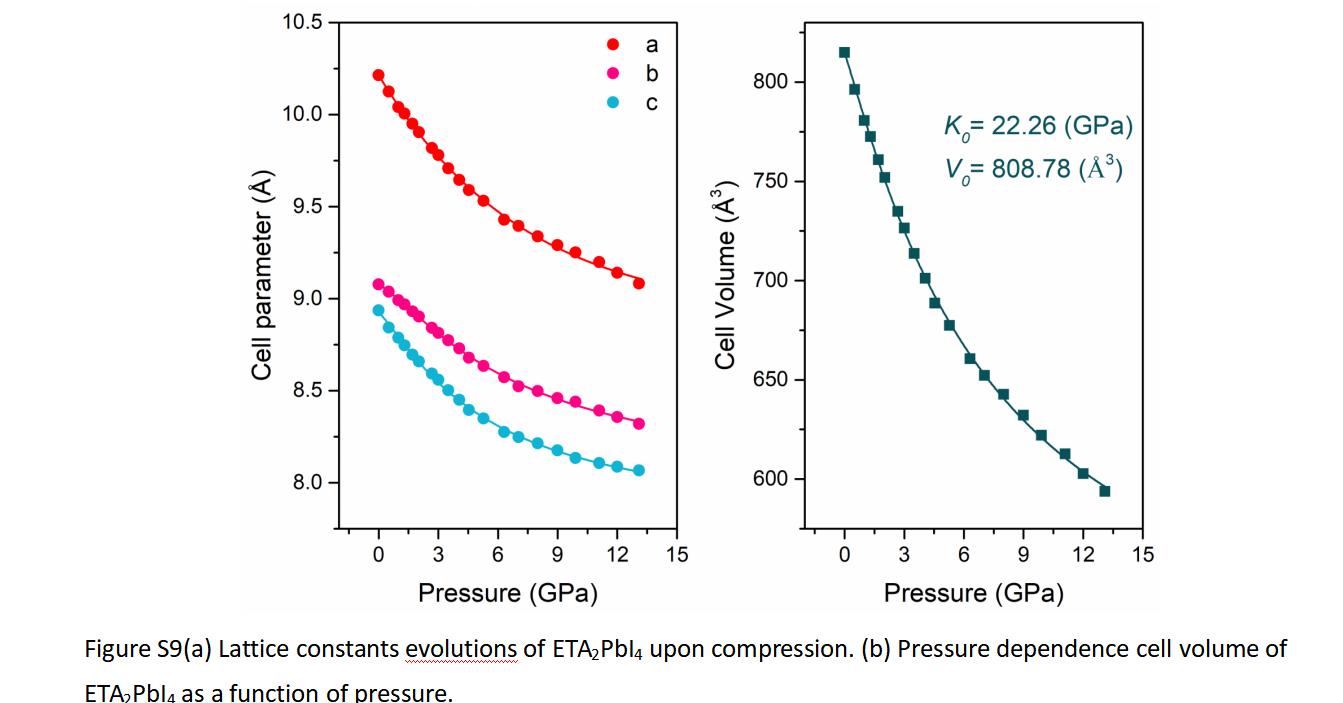 10.5
10.0
9.5
9.0
8.5
8.0
Cell parameter (Å)
a
b
c
0 3 6 9 12 15
Pressure (GPa)
800
750
700
650
600
Cell Volume (Å³)
K₀= 22.26 (GPa)
V₀= 808.78 (Å³)
0 3 6 9 12 15
Pressure (GPa)
Figure S9(a) Lattice constants evolutions of ETA₂PbI₄ upon compression. (b) Pressure dependence cell volume of
ETA₂PbI₄ as a function of pressure.